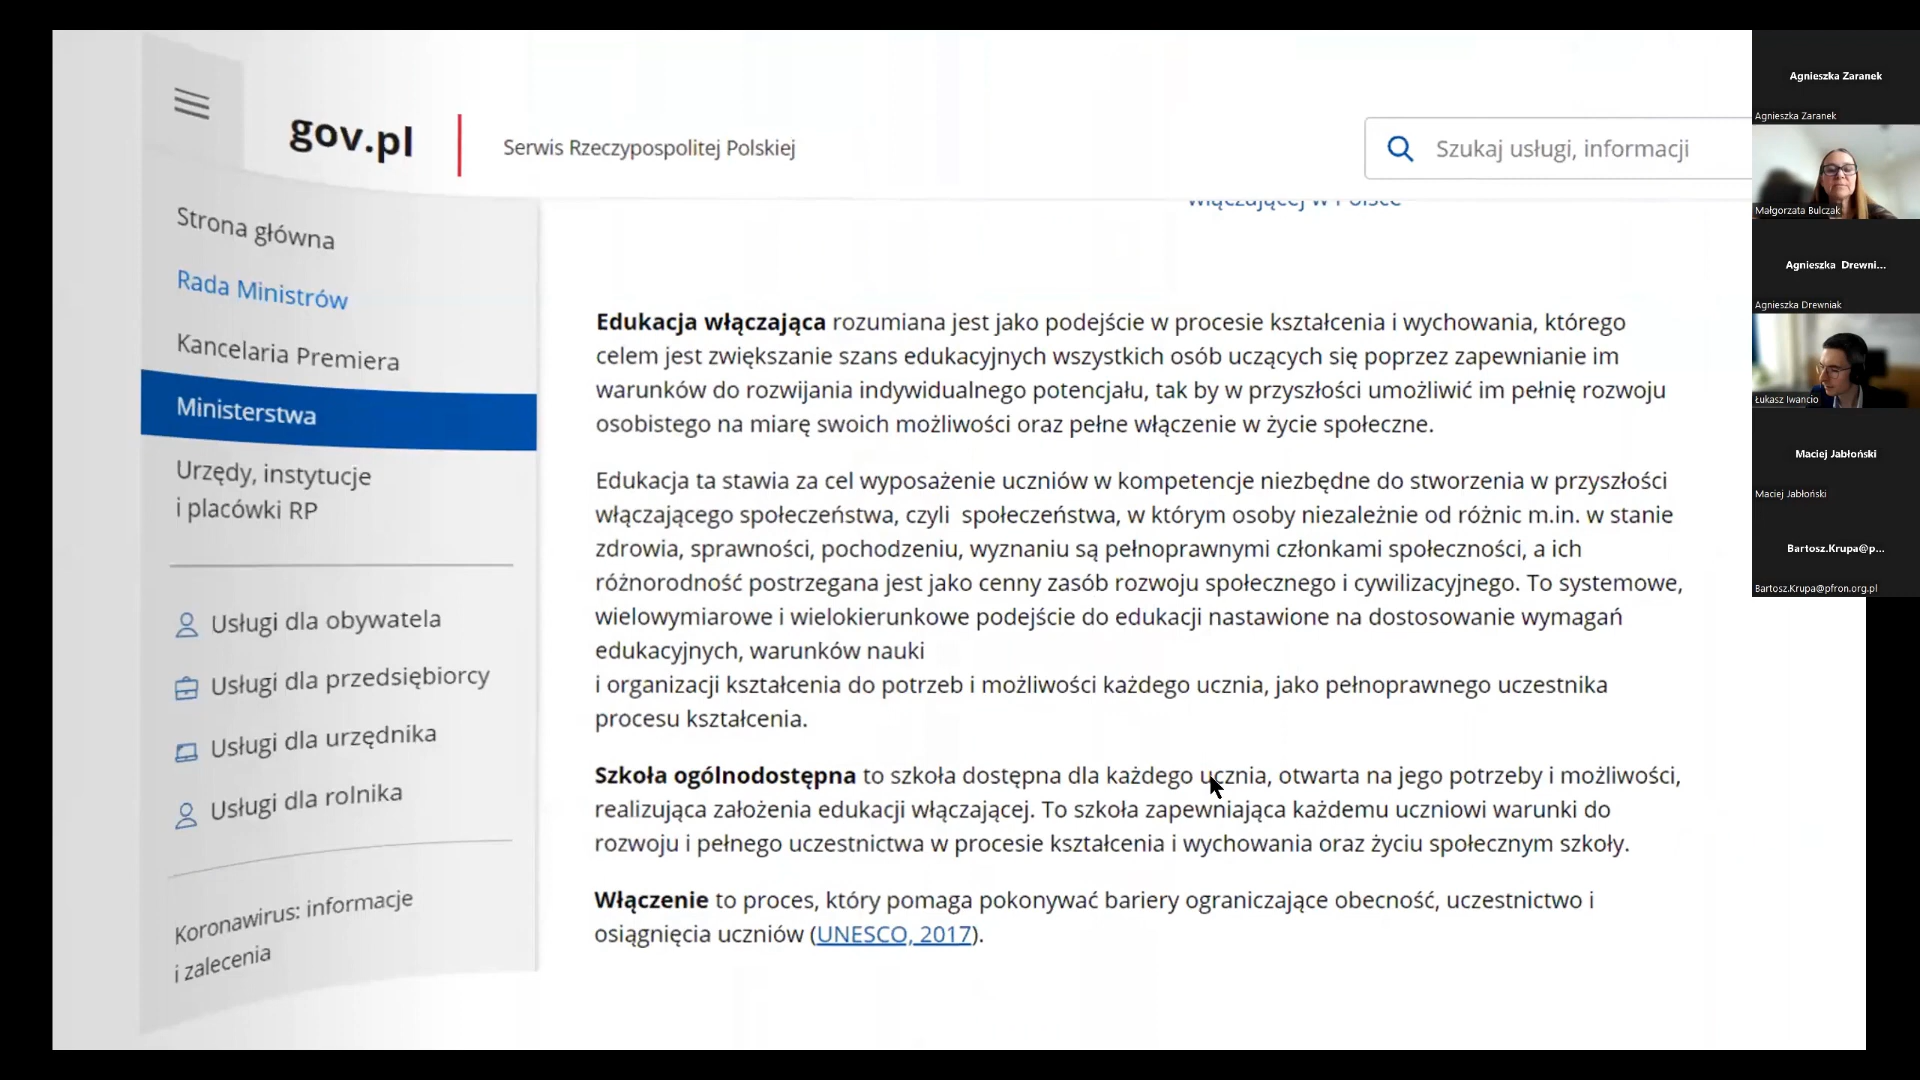 gov.pl
Serwis Rzeczypospolitej Polskiej
Szukaj usługi, informacji
Strona główna
Rada Ministrów
Kancelaria Premiera
Ministerstwa
Urzędy, instytucje
i placówki RP
Usługi dla obywatela
Usługi dla przedsiębiorcy
Usługi dla urzędnika
Usługi dla rolnika
Koronawirus: informacje
i zalecenia
włączającej w Polsce
Edukacja włączająca rozumiana jest jako podejście w procesie kształcenia i wychowania, którego
celem jest zwiększanie szans edukacyjnych wszystkich osób uczących się poprzez zapewnianie im
warunków do rozwijania indywidualnego potencjału, tak by w przyszłości umożliwić im pełnię rozwoju
osobistego na miarę swoich możliwości oraz pełne włączenie w życie społeczne.
Edukacja ta stawia za cel wyposażenie uczniów w kompetencje niezbędne do stworzenia w przyszłości
włączającego społeczeństwa, czyli  społeczeństwa, w którym osoby niezależnie od różnic m.in. w stanie
zdrowia, sprawności, pochodzeniu, wyznaniu są pełnoprawnymi członkami społeczności, a ich
różnorodność postrzegana jest jako cenny zasób rozwoju społecznego i cywilizacyjnego. To systemowe,
wielowymiarowe i wielokierunkowe podejście do edukacji nastawione na dostosowanie wymagań
edukacyjnych, warunków nauki
i organizacji kształcenia do potrzeb i możliwości każdego ucznia, jako pełnoprawnego uczestnika
procesu kształcenia.
Szkoła ogólnodostępna to szkoła dostępna dla każdego ucznia, otwarta na jego potrzeby i możliwości,
realizująca założenia edukacji włączającej. To szkoła zapewniająca każdemu uczniowi warunki do
rozwoju i pełnego uczestnictwa w procesie kształcenia i wychowania oraz życiu społecznym szkoły.
Włączenie to proces, który pomaga pokonywać bariery ograniczające obecność, uczestnictwo i
osiągnięcia uczniów (UNESCO, 2017).
Agnieszka Zaranek
Agnieszka Zaranek
Małgorzata Bulczak
Agnieszka Drewni...
Agnieszka Drewniak
Łukasz Iwancio
Maciej Jabłoński
Maciej Jabłoński
Bartosz.Krupa@p...
Bartosz.Krupa@pfron.org.pl